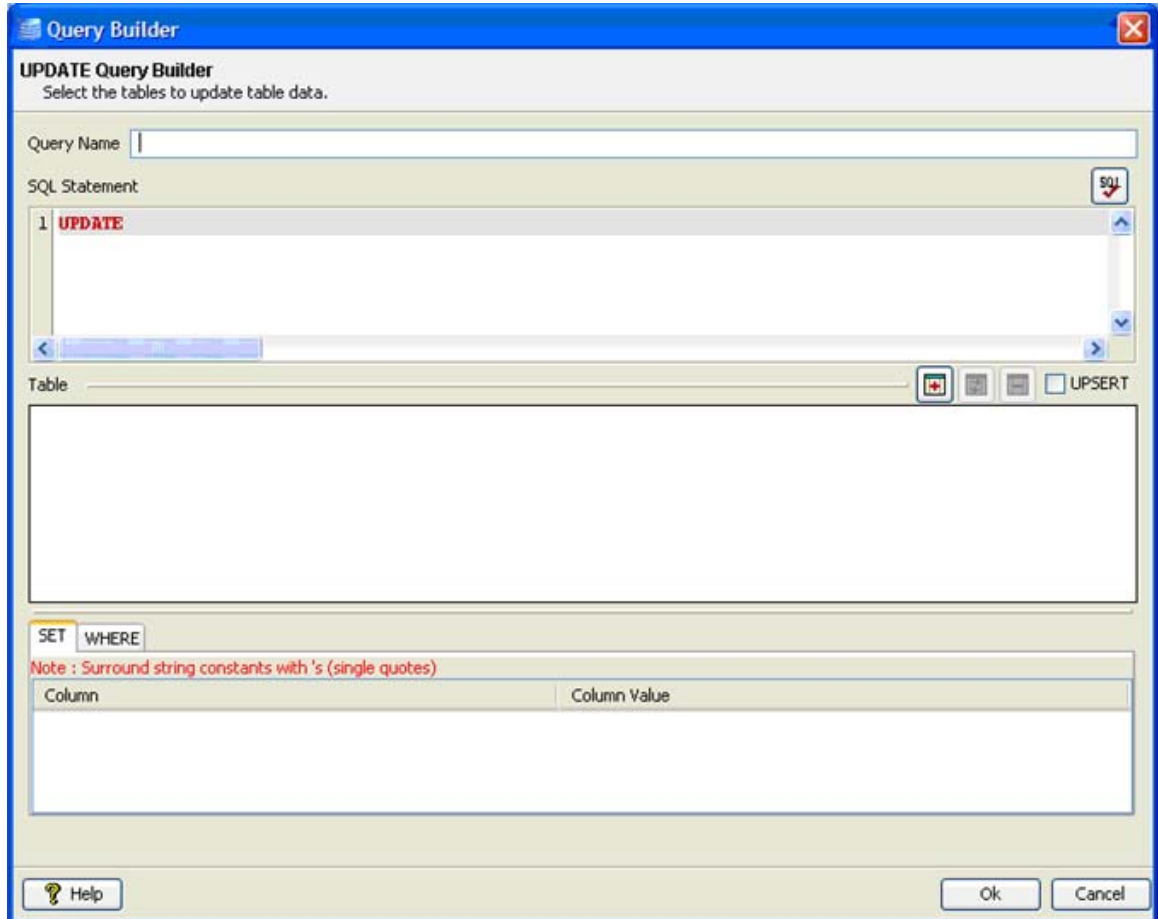 Query Builder
UPDATE Query Builder
Select the tables to update table data.
Query Name
SQL Statement
SQL
1 UPDATE
Table
UPSERT
SET WHERE
Note : Surround string constants with 's (single quotes)
Column Column Value
? Help Ok Cancel